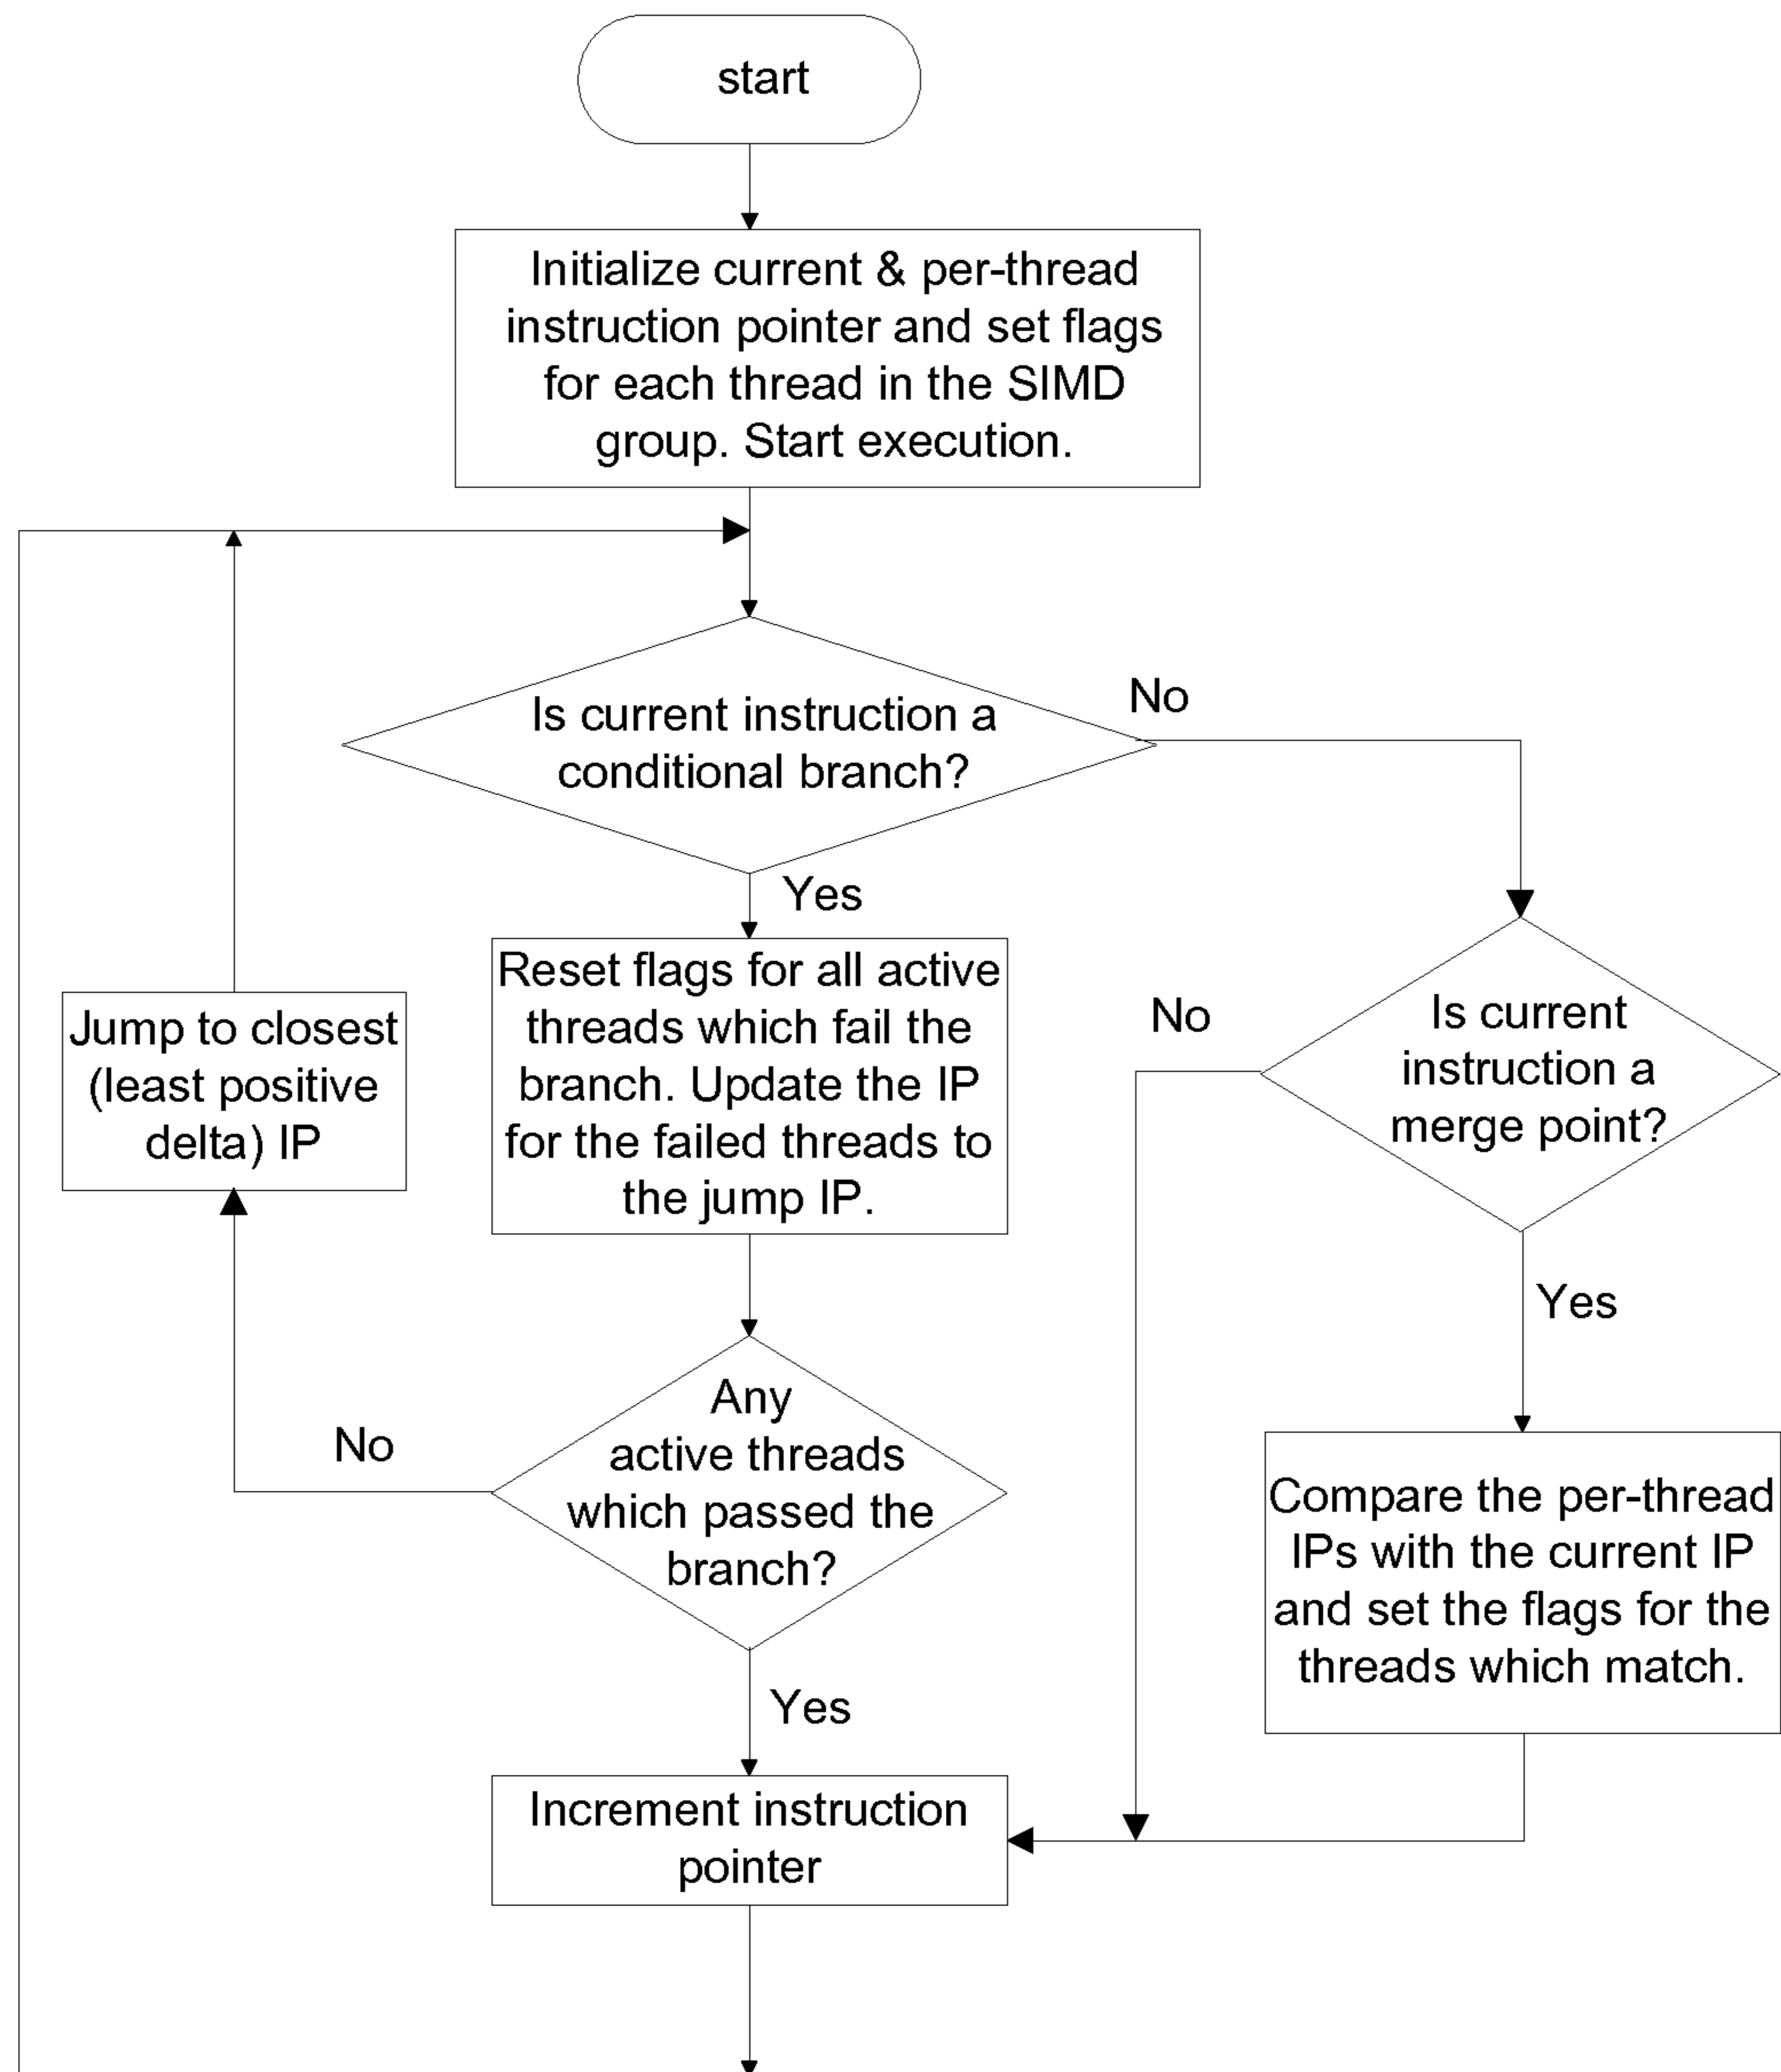 start
Initialize current & per-thread
instruction pointer and set flags
for each thread in the SIMD
group. Start execution.
Is current instruction a
conditional branch?
No
Yes
Reset flags for all active
threads which fail the
branch. Update the IP
for the failed threads to
the jump IP.
Jump to closest
(least positive
delta) IP
No
Is current
instruction a
merge point?
Yes
Any
active threads
which passed the
branch?
No
Compare the per-thread
IPs with the current IP
and set the flags for the
threads which match.
Yes
Increment instruction
pointer